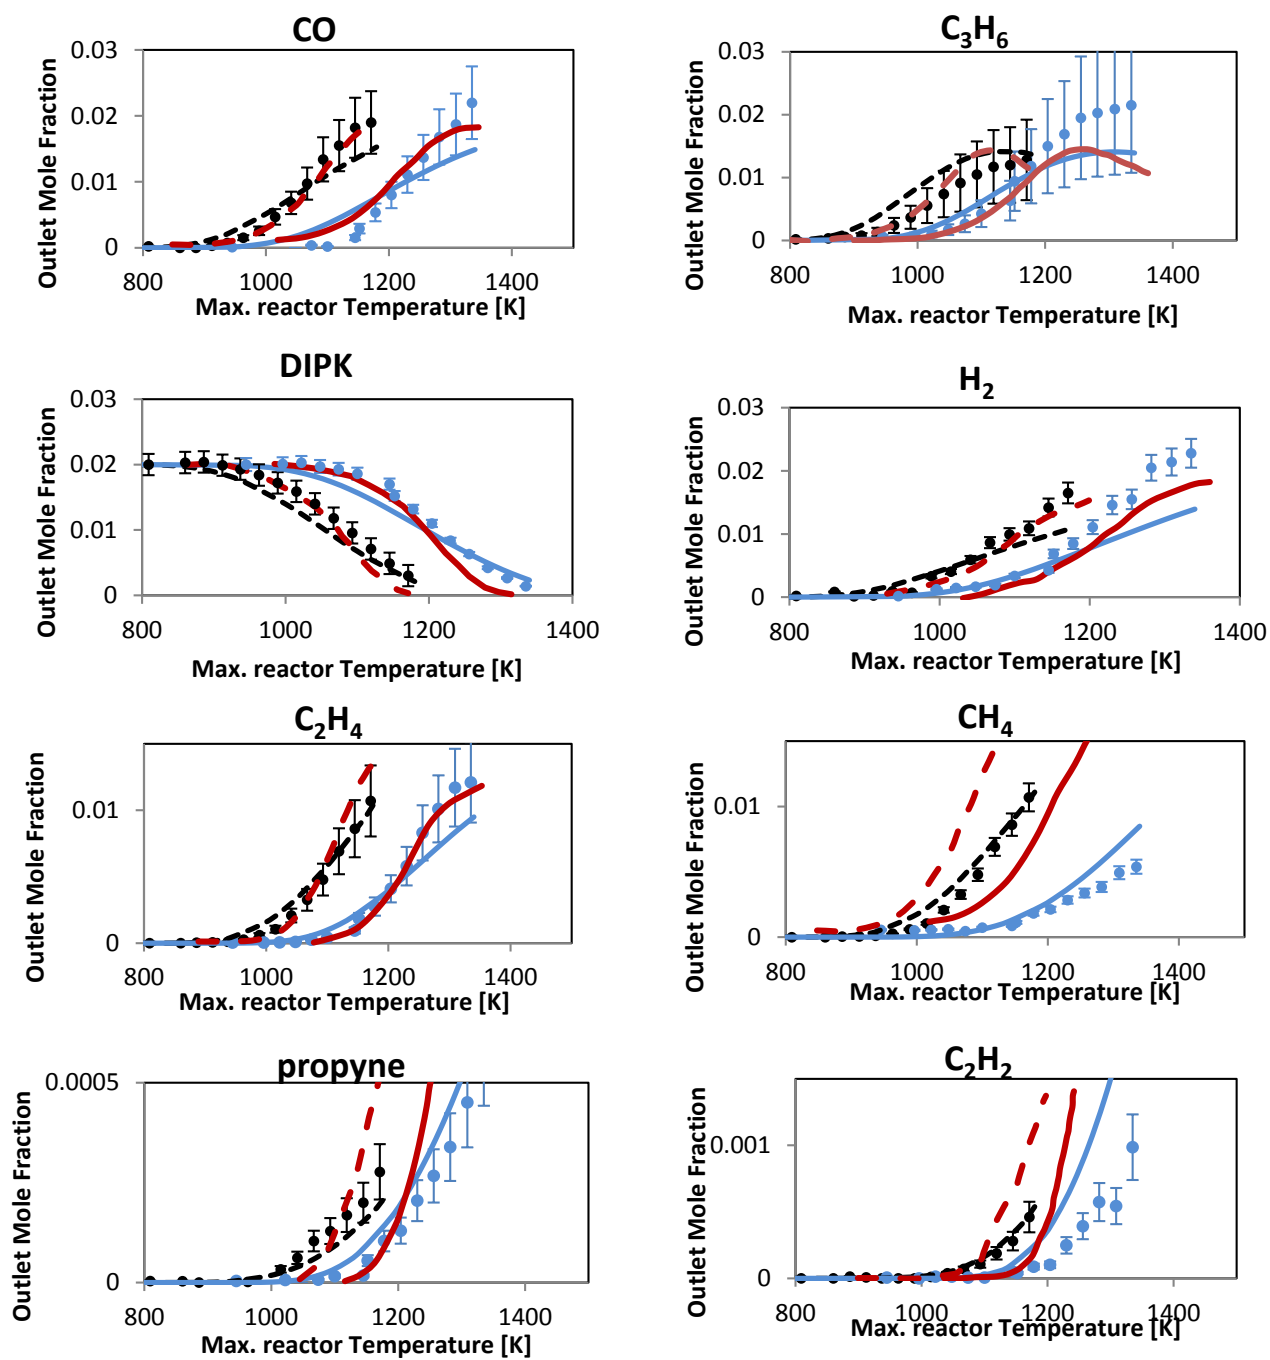 CO
0.03
0.02
0.01
0
800 1000 1200 1400
Outlet Mole Fraction
Max. reactor Temperature [K]
C3H6
0.03
0.02
0.01
0
800 1000 1200 1400
Outlet Mole Fraction
Max. reactor Temperature [K]
DIPK
0.03
0.02
0.01
0
800 1000 1200 1400
Outlet Mole Fraction
Max. reactor Temperature [K]
H2
0.03
0.02
0.01
0
800 1000 1200 1400
Outlet Mole Fraction
Max. reactor Temperature [K]
C2H4
0.01
0
800 1000 1200 1400
Outlet Mole Fraction
Max. reactor Temperature [K]
CH4
0.01
0
800 1000 1200 1400
Outlet Mole Fraction
Max. reactor Temperature [K]
propyne
0.0005
0
800 1000 1200 1400
Outlet Mole Fraction
Max. reactor Temperature [K]
C2H2
0.001
0
800 1000 1200 1400
Outlet Mole Fraction
Max. reactor Temperature [K]